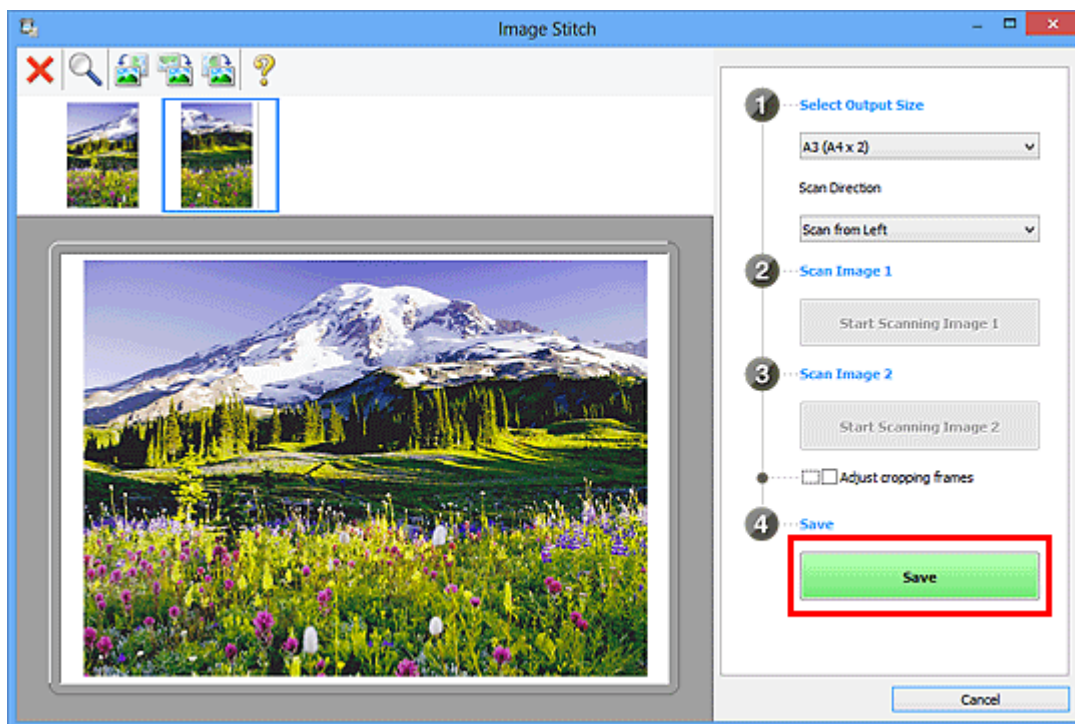 Image Stitch
1 Select Output Size
A3 (A4 x 2)
Scan Direction
Scan from Left
2 Scan Image 1
Start Scanning Image 1
3 Scan Image 2
Start Scanning Image 2
Adjust cropping frames
4 Save
Save
Cancel